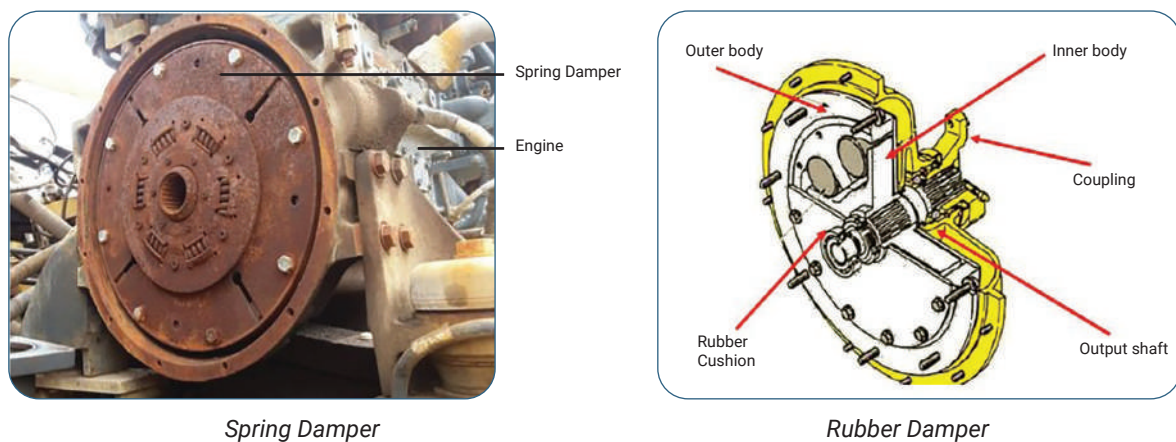 Spring Damper
Engine
Outer body
Inner body
Coupling
Rubber
Cushion
Output shaft
Spring Damper
Rubber Damper